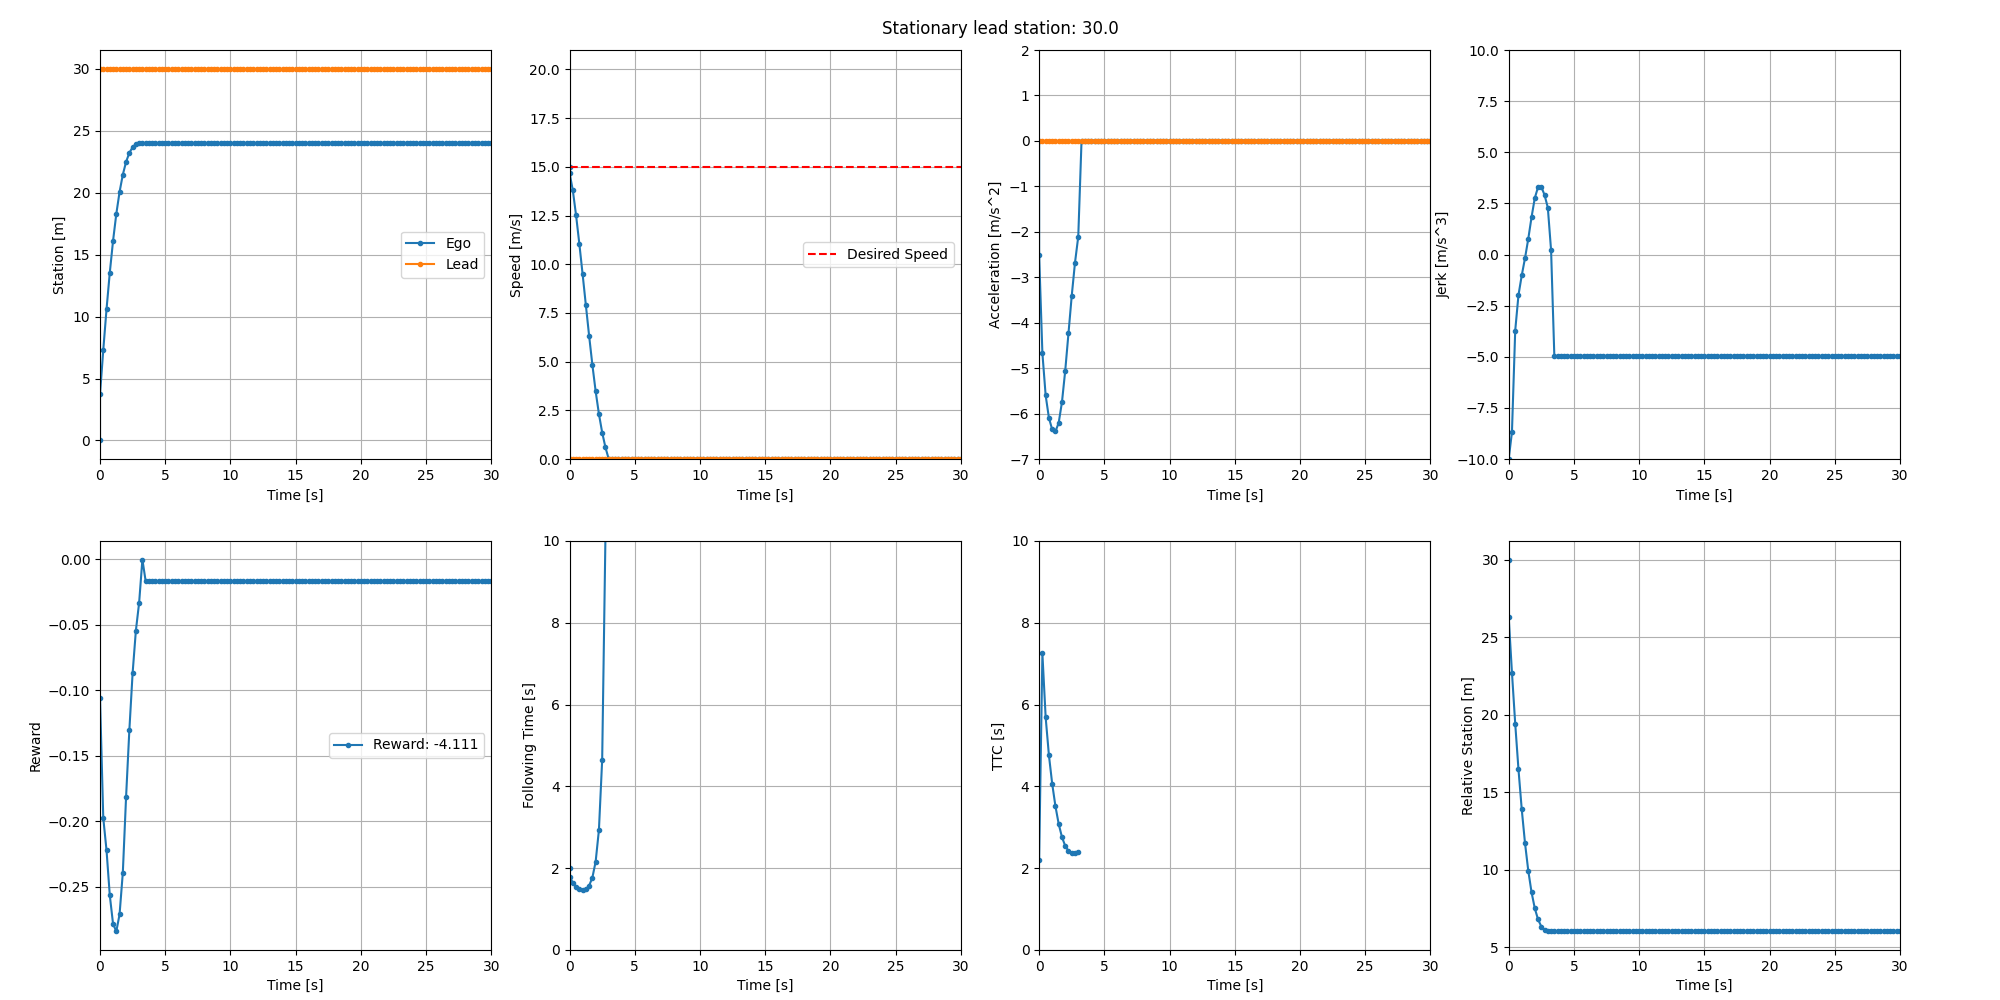 Stationary lead station: 30.0
Station [m]
30
25
20
15
10
5
0
Ego
Lead
0 5 10 15 20 25 30
Time [s]
Speed [m/s]
20.0
17.5
15.0
12.5
10.0
7.5
5.0
2.5
0.0
Desired Speed
0 5 10 15 20 25 30
Time [s]
Acceleration [m/s^2]
2
1
0
−1
−2
−3
−4
−5
−6
−7
0 5 10 15 20 25 30
Time [s]
Jerk [m/s^3]
10.0
7.5
5.0
2.5
0.0
−2.5
−5.0
−7.5
−10.0
0 5 10 15 20 25 30
Time [s]
Reward
0.00
−0.05
−0.10
−0.15
−0.20
−0.25
Reward: -4.111
0 5 10 15 20 25 30
Time [s]
Following Time [s]
10
8
6
4
2
0
0 5 10 15 20 25 30
Time [s]
TTC [s]
10
8
6
4
2
0
0 5 10 15 20 25 30
Time [s]
Relative Station [m]
30
25
20
15
10
5
0 5 10 15 20 25 30
Time [s]